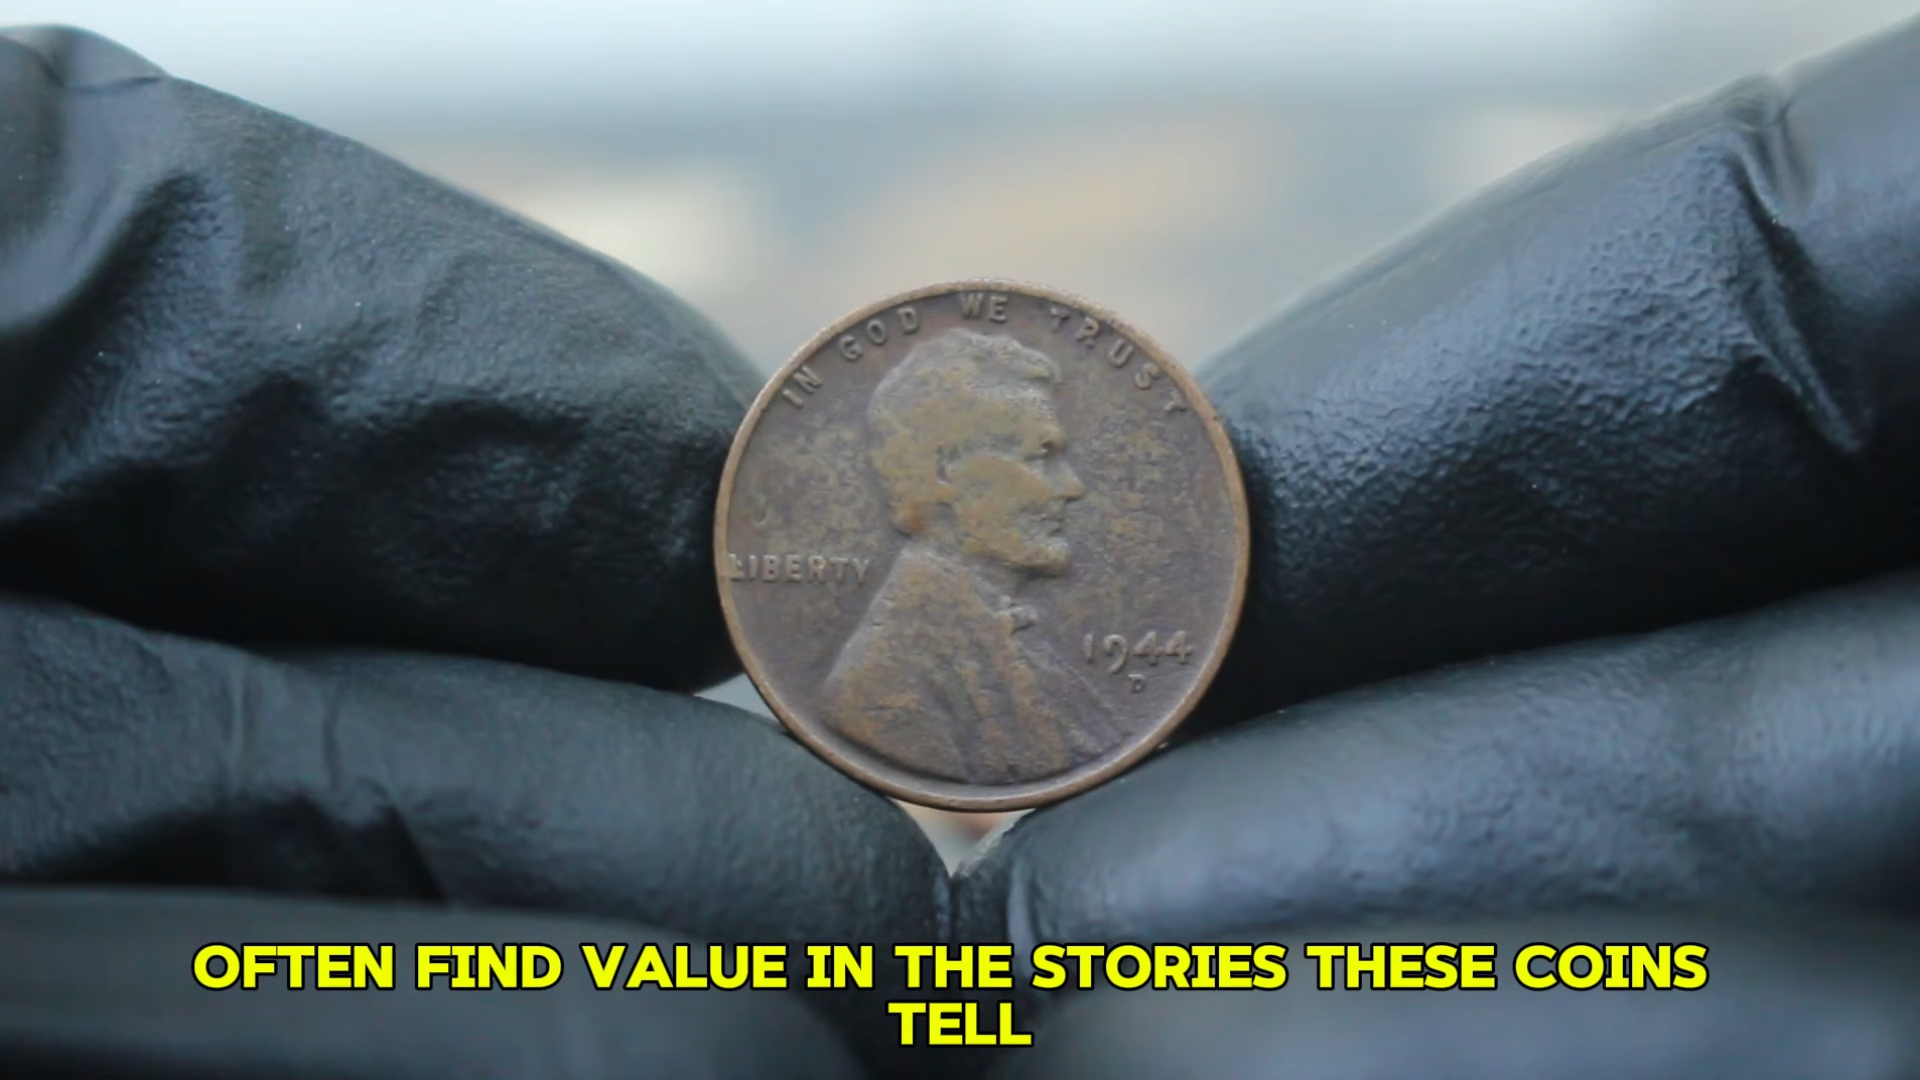 IN GOD WE TRUST
LIBERTY
1944
D
OFTEN FIND VALUE IN THE STORIES THESE COINS
TELL